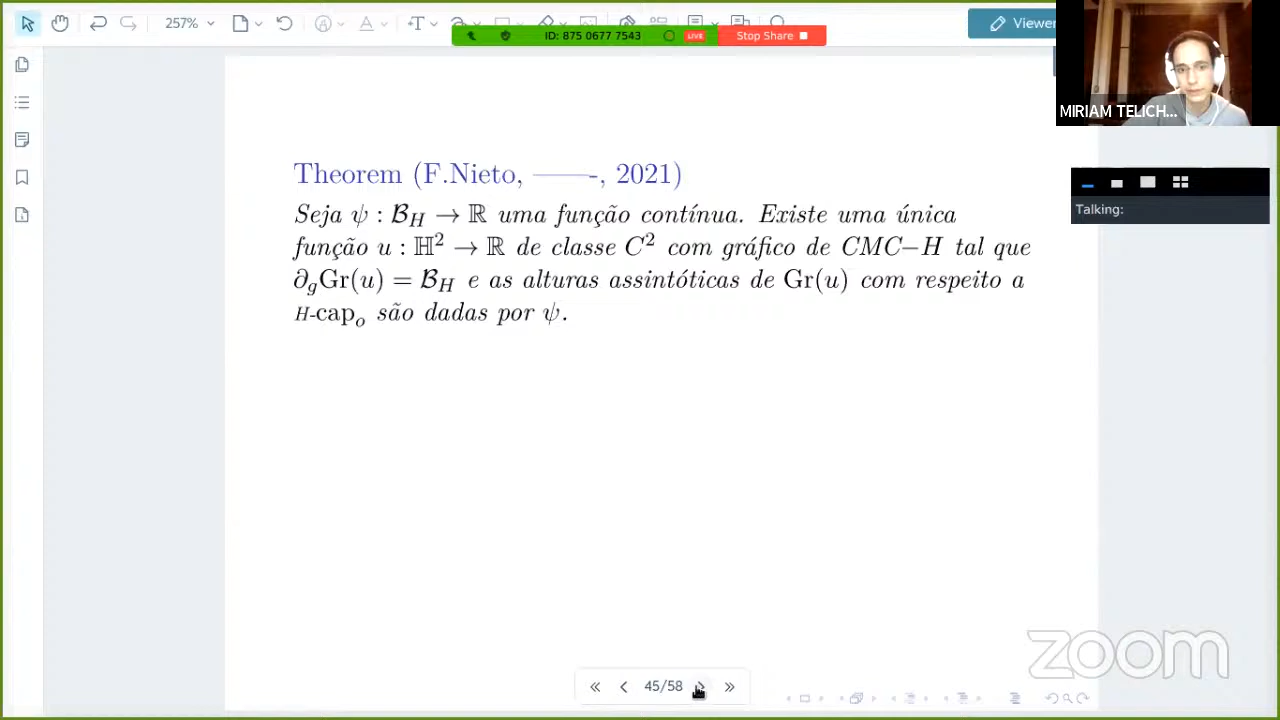 257%
ID: 875 0677 7543
LIVE
Stop Share
Viewer
MIRIAM TELICH...
Talking:
Theorem (F.Nieto, ——-, 2021)
Seja ψ : 𝓑_H → ℝ uma função contínua. Existe uma única
função u : ℍ² → ℝ de classe C² com gráfico de CMC−H tal que
∂_gGr(u) = 𝓑_H e as alturas assintóticas de Gr(u) com respeito a
H-cap_o são dadas por ψ.
zoom
45/58